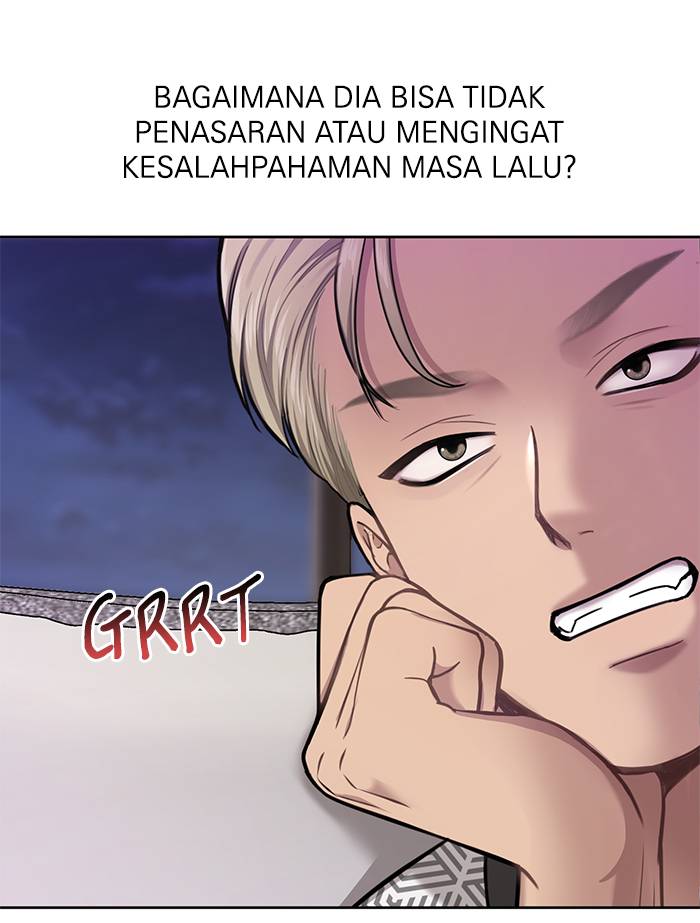 BAGAIMANA DIA BISA TIDAK
PENASARAN ATAU MENGINGAT
KESALAHPAHAMAN MASA LALU?
GRRT